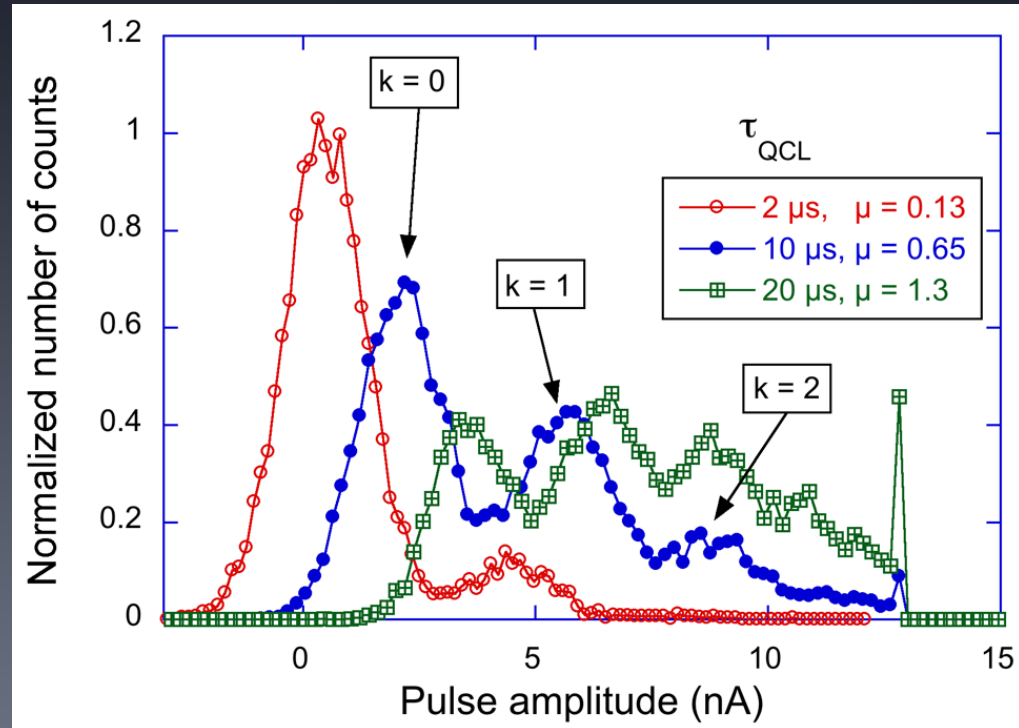 1.2
1
0.8
0.6
0.4
0.2
0
Normalized number of counts
k = 0
k = 1
k = 2
τQCL
2 µs, µ = 0.13
10 µs, µ = 0.65
20 µs, µ = 1.3
0 5 10 15
Pulse amplitude (nA)